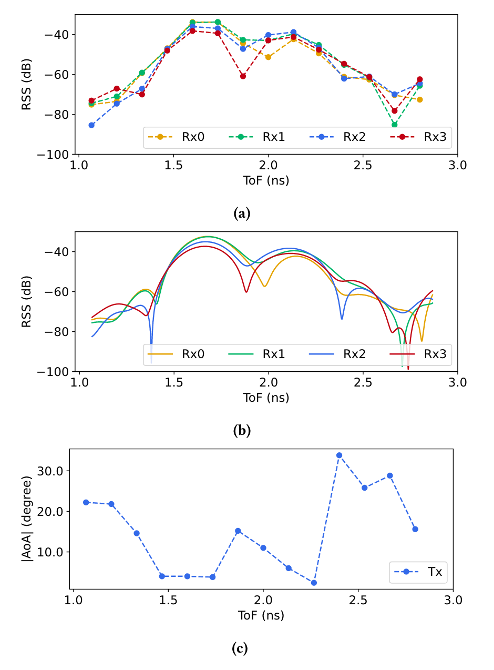 −40
−60
−80
−100
RSS (dB)
Rx0 Rx1 Rx2 Rx3
1.0 1.5 2.0 2.5 3.0
ToF (ns)
(a)
−40
−60
−80
−100
RSS (dB)
Rx0 Rx1 Rx2 Rx3
1.0 1.5 2.0 2.5 3.0
ToF (ns)
(b)
30.0
20.0
10.0
|AoA| (degree)
Tx
1.0 1.5 2.0 2.5 3.0
ToF (ns)
(c)